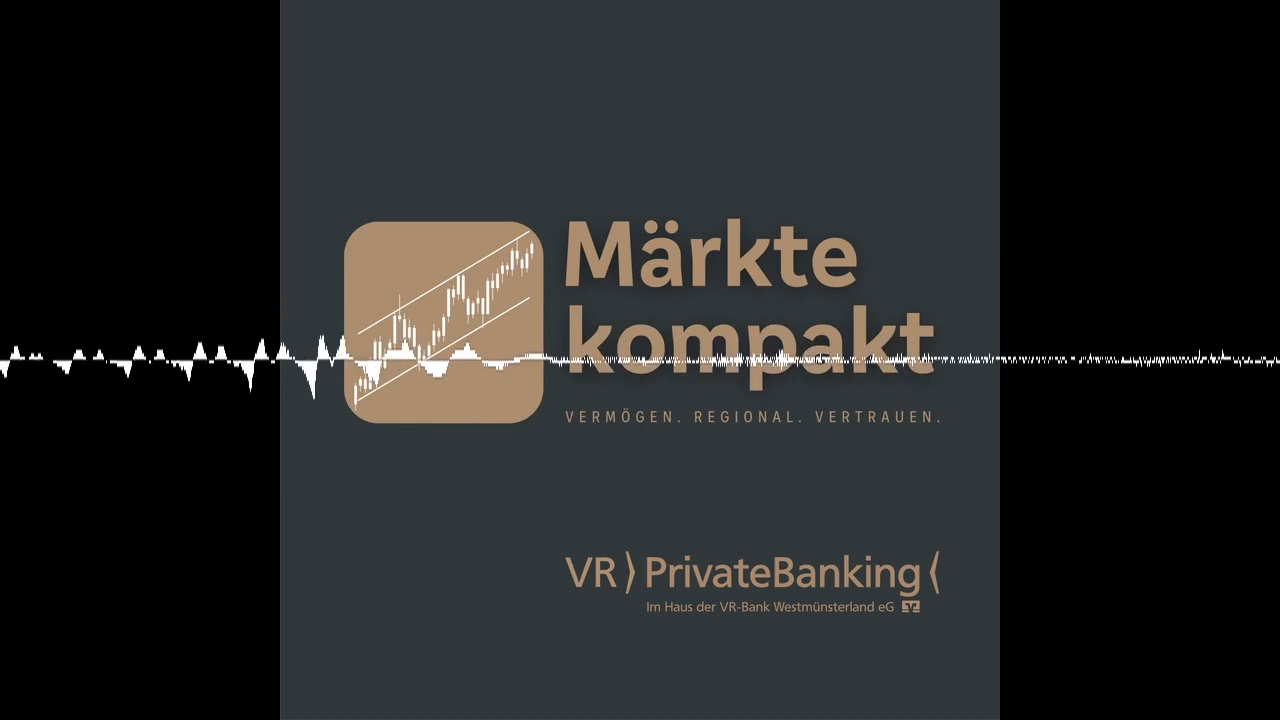 Märkte
kompakt
VERMÖGEN. REGIONAL. VERTRAUEN.
VR⟩PrivateBanking⟨
Im Haus der VR-Bank Westmünsterland eG